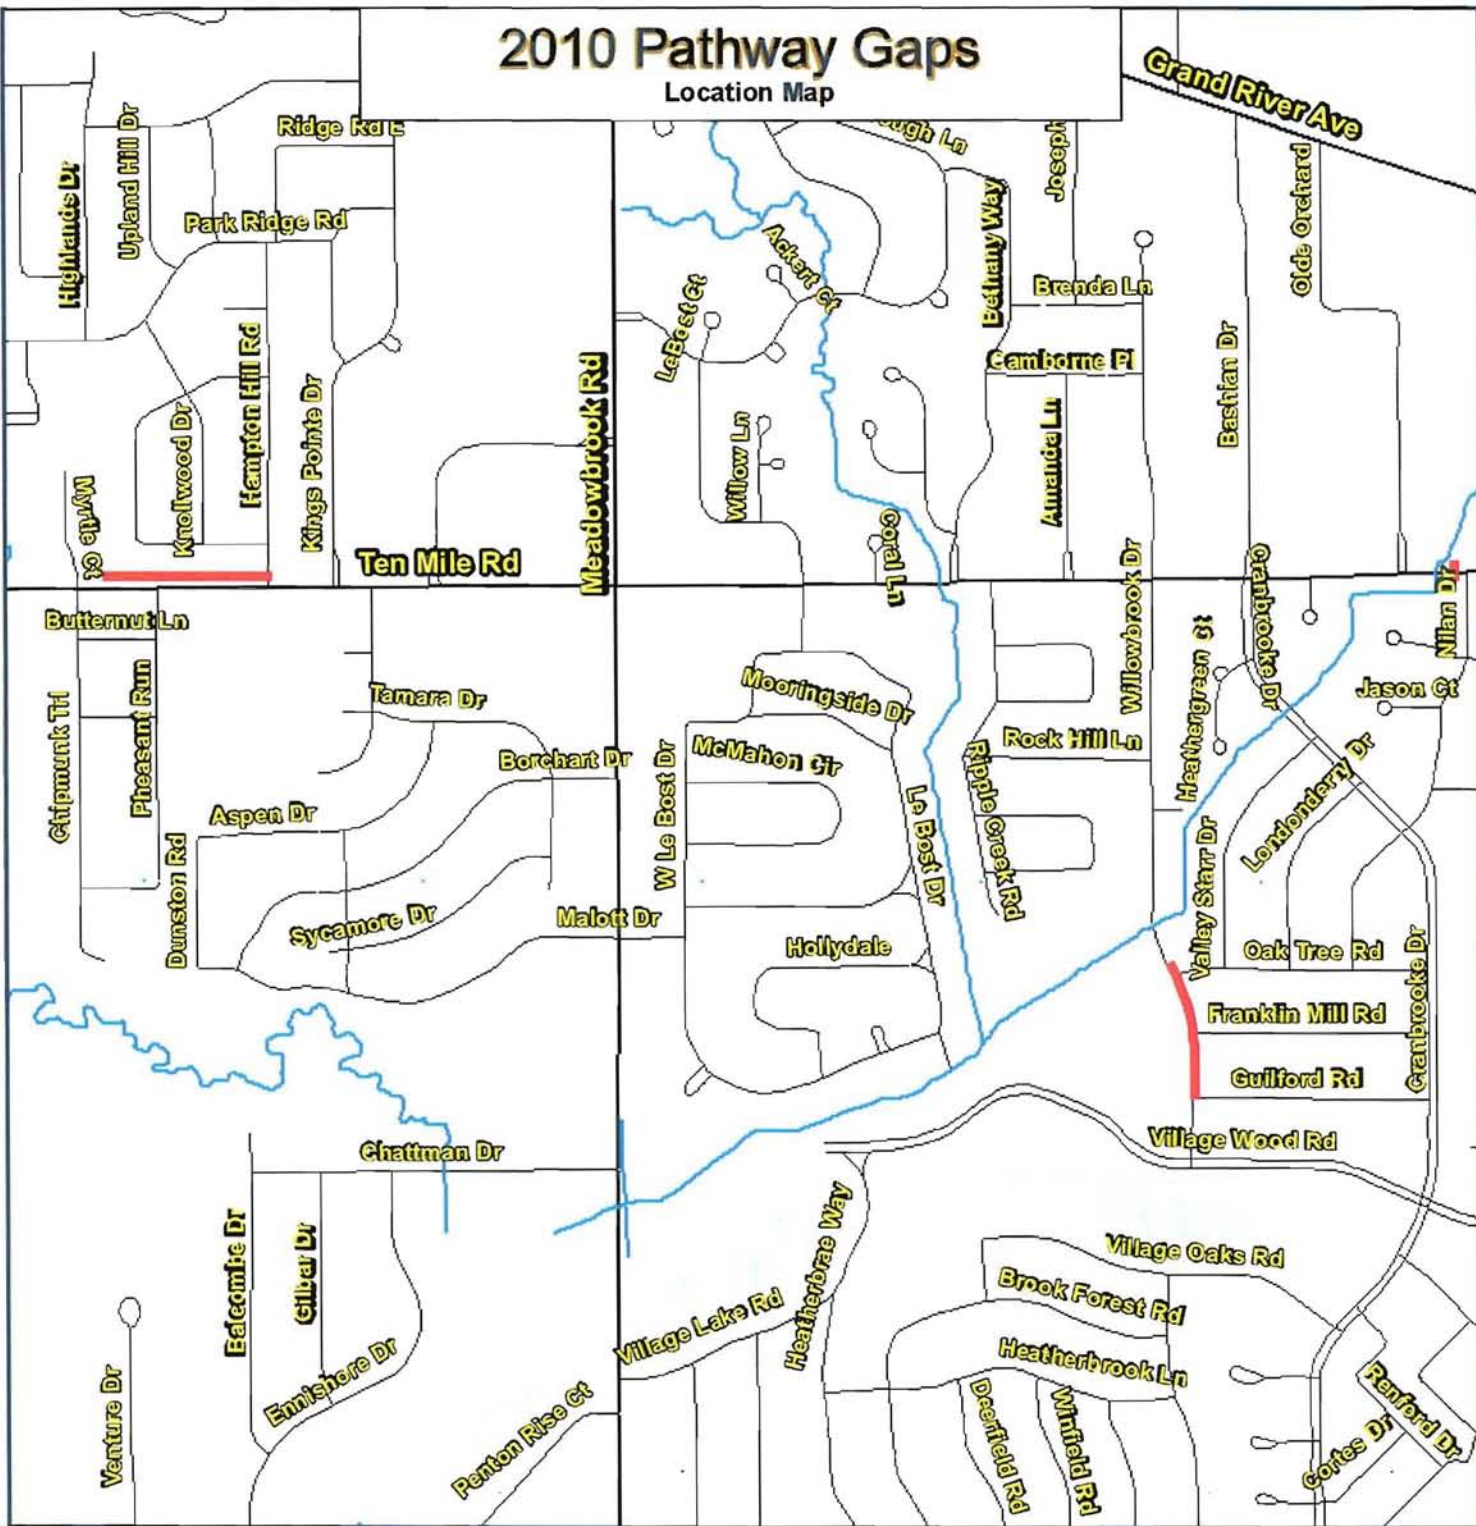 2010 Pathway Gaps
Location Map
Grand River Ave
Ridge Rd E
Upland Hill Dr
Highlands Dr
Park Ridge Rd
Joseph
Olde Orchard
Bethany Way
Ackert Ct
Brenda Ln
LeBost Ct
Camborne Pl
Bashian Dr
Hampton Hill Rd
Kings Pointe Dr
Knollwood Dr
Meadowbrook Rd
Willow Ln
Amanda Ln
Myrtle Ct
Coral Ln
Ten Mile Rd
Willowbrook Dr
Cranbrooke Dr
Nilan Dr
Butternut Ln
Heathergreen Ct
Chipmunk Trl
Pheasant Run
Tamara Dr
Mooringside Dr
Jason Ct
Borchart Dr
W Le Bost Dr
McMahon Cir
Rock Hill Ln
Ripple Creek Rd
Londonderry Dr
Aspen Dr
Le Bost Dr
Valley Starr Dr
Dunston Rd
Sycamore Dr
Malott Dr
Hollydale
Oak Tree Rd
Cranbrooke Dr
Franklin Mill Rd
Guilford Rd
Village Wood Rd
Chattman Dr
Balcombe Dr
Gilbar Dr
Heatherbrae Way
Village Oaks Rd
Brook Forest Rd
Village Lake Rd
Heatherbrook Ln
Ennishore Dr
Venture Dr
Penton Rise Ct
Deerfield Rd
Winfield Rd
Renford Dr
Cortes Dr